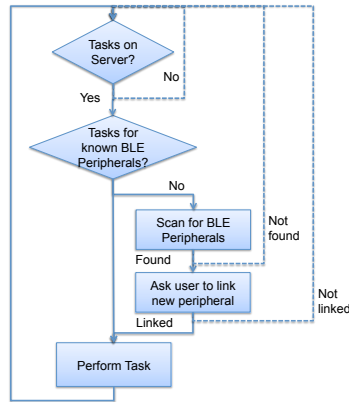 Tasks on
Server?
No
Yes
Tasks for
known BLE
Peripherals?
No
Scan for BLE
Peripherals
Not
found
Found
Ask user to link
new peripheral
Not
linked
Linked
Perform Task